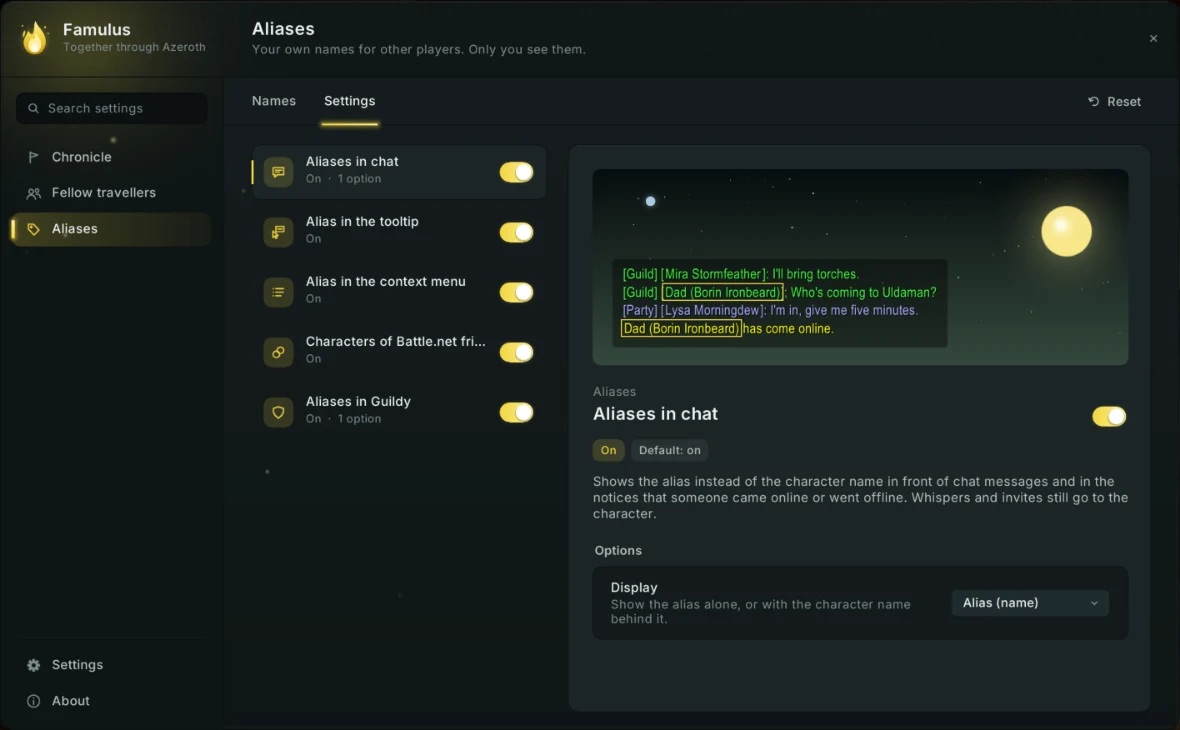 Famulus
Together through Azeroth
Aliases
Your own names for other players. Only you see them.
Search settings
Chronicle
Fellow travellers
Aliases
Settings
About
Names
Settings
Reset
Aliases in chat
On · 1 option
Alias in the tooltip
On
Alias in the context menu
On
Characters of Battle.net fri...
On
Aliases in Guildy
On · 1 option
[Guild] [Mira Stormfeather]: I'll bring torches.
[Guild] [Dad (Borin Ironbeard)]: Who's coming to Uldaman?
[Party] [Lysa Morningdew]: I'm in, give me five minutes.
Dad (Borin Ironbeard) has come online.
Aliases
Aliases in chat
On
Default: on
Shows the alias instead of the character name in front of chat messages and in the
notices that someone came online or went offline. Whispers and invites still go to the
character.
Options
Display
Show the alias alone, or with the character name
behind it.
Alias (name)